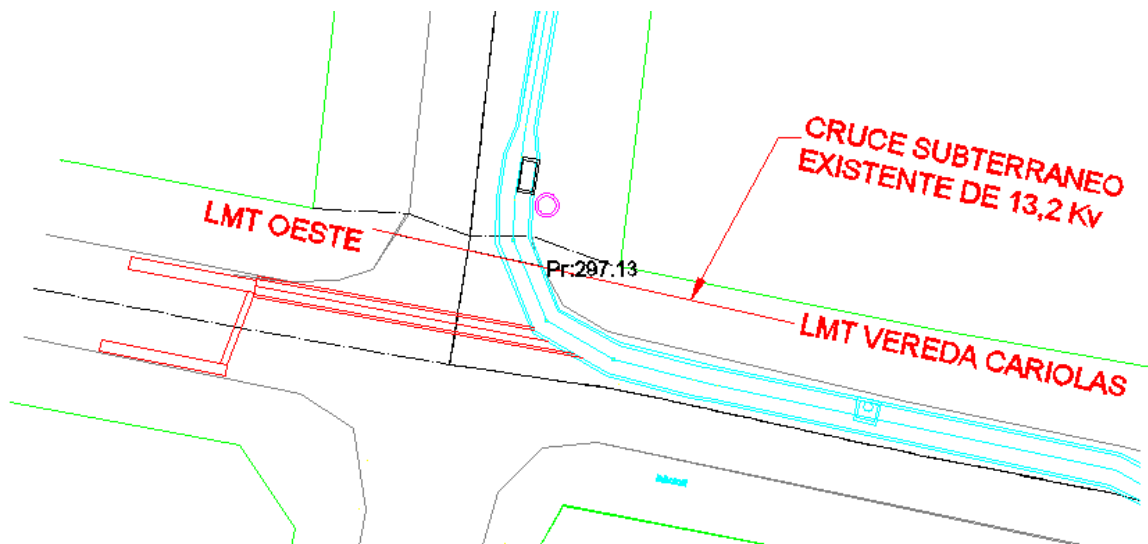 CRUCE SUBTERRANEO
EXISTENTE DE 13,2 Kv
LMT OESTE
Pr:297.13
LMT VEREDA CARIOLAS